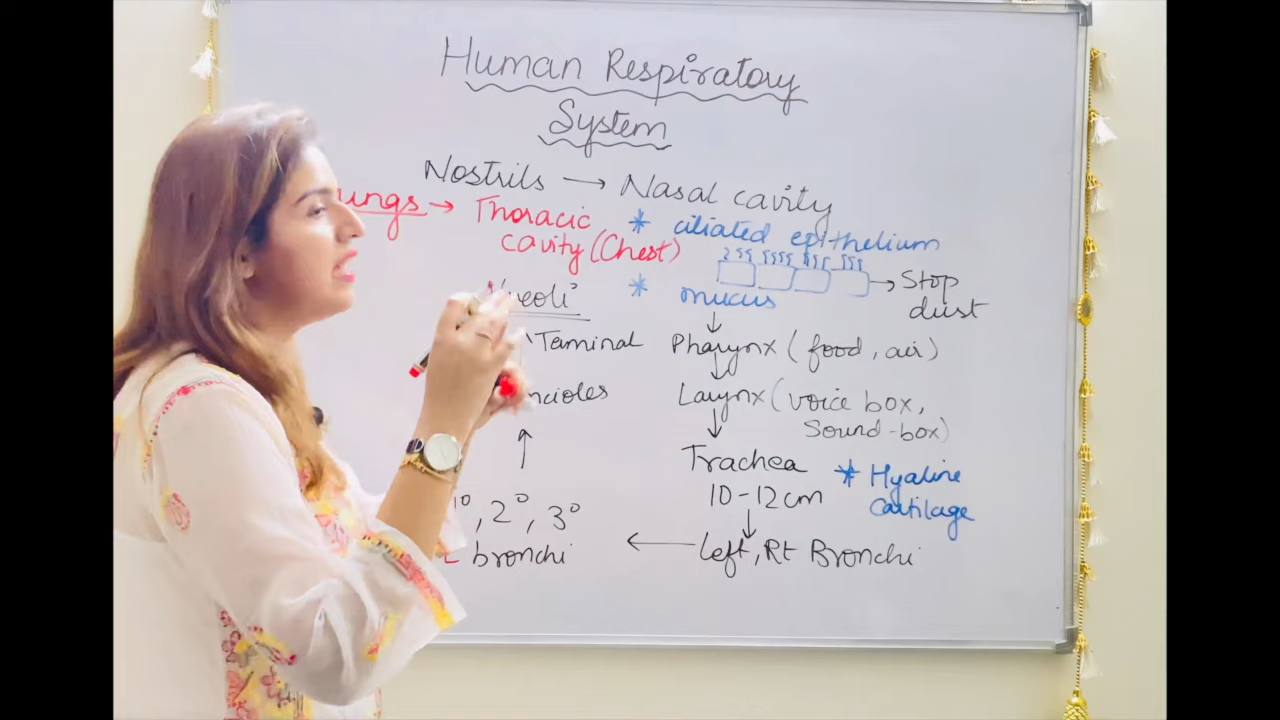 Human Respiratory
System
Nostrils → Nasal cavity
→ Thoracic
cavity (Chest)
* ciliated epithelium
→ Stop
dust
* mucus
↓
Pharynx (food, air)
↓
Larynx (voice box,
Sound-box)
↓
Trachea
10-12 cm
* Hyaline
Cartilage
↓
left, Rt Bronchi
←
1°, 2°, 3°
bronchi
↑
Terminal